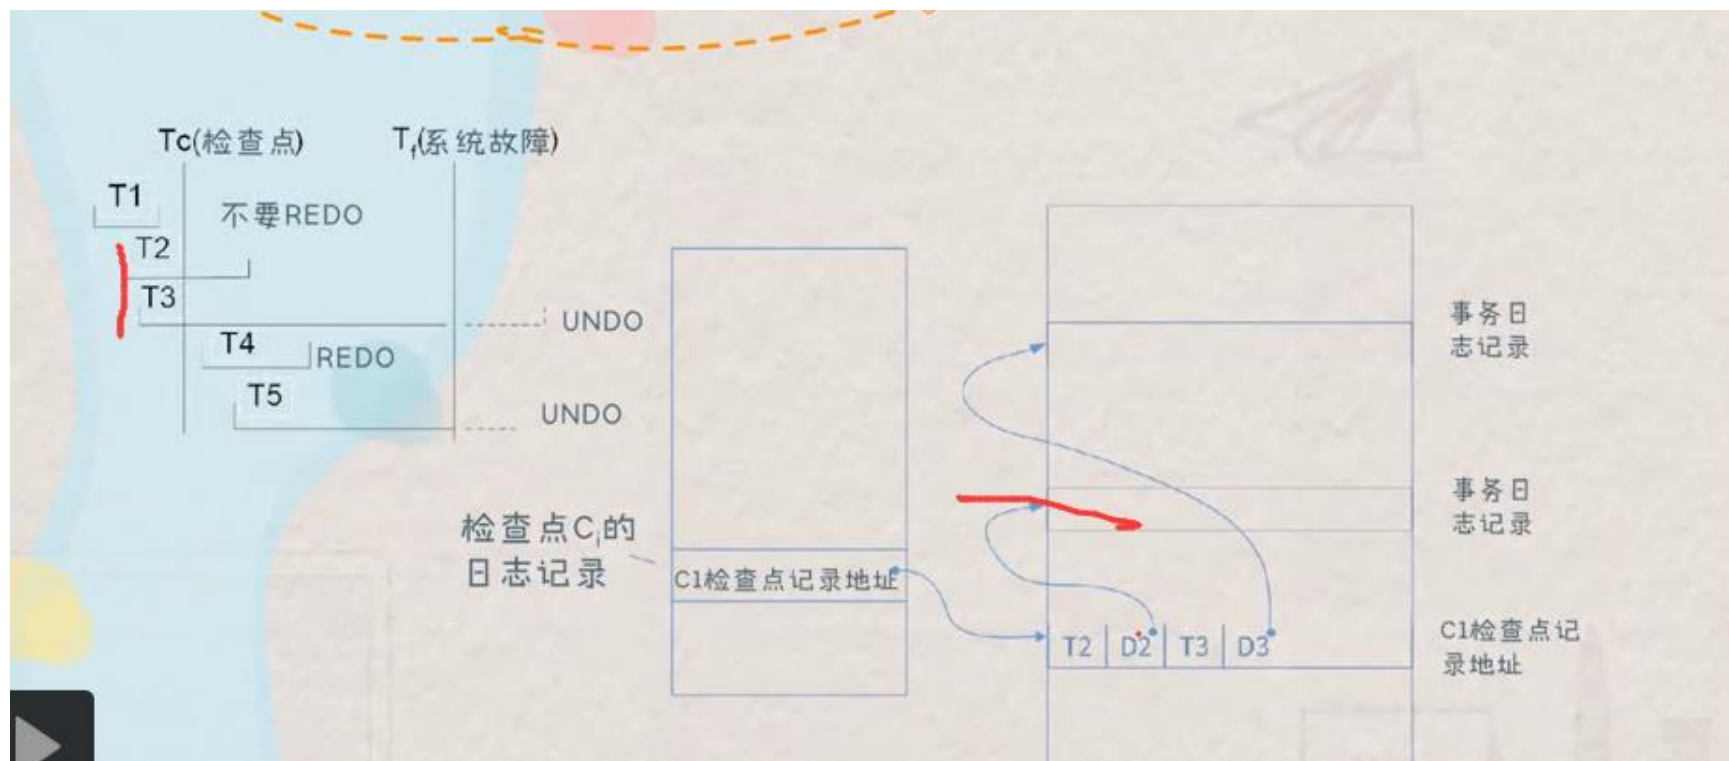 Tc(检查点)
Tf(系统故障)
T1
不要REDO
T2
T3
UNDO
T4
REDO
T5
UNDO
事务日
志记录
事务日
志记录
检查点Ci的
日志记录
C1检查点记录地址
T2
D2
T3
D3
C1检查点记
录地址